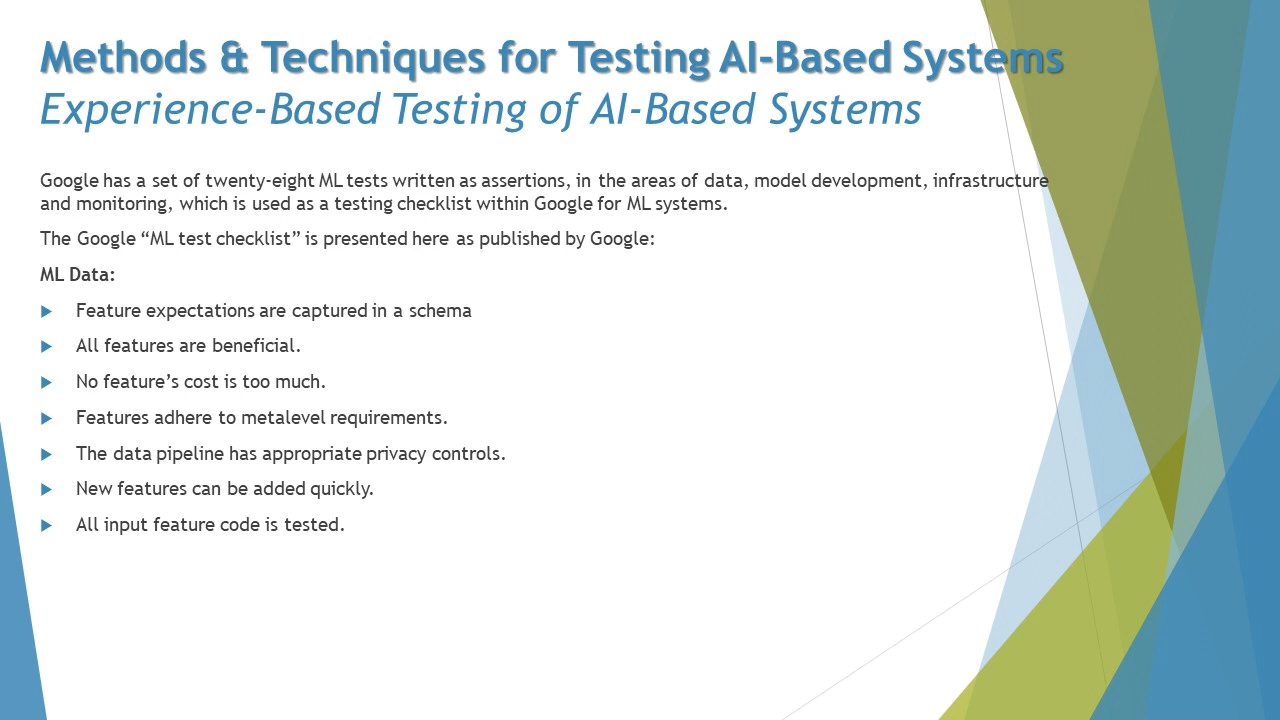 Methods & Techniques for Testing AI-Based Systems
Experience-Based Testing of AI-Based Systems
Google has a set of twenty-eight ML tests written as assertions, in the areas of data, model development, infrastructure
and monitoring, which is used as a testing checklist within Google for ML systems.
The Google “ML test checklist” is presented here as published by Google:
ML Data:
Feature expectations are captured in a schema
All features are beneficial.
No feature’s cost is too much.
Features adhere to metalevel requirements.
The data pipeline has appropriate privacy controls.
New features can be added quickly.
All input feature code is tested.